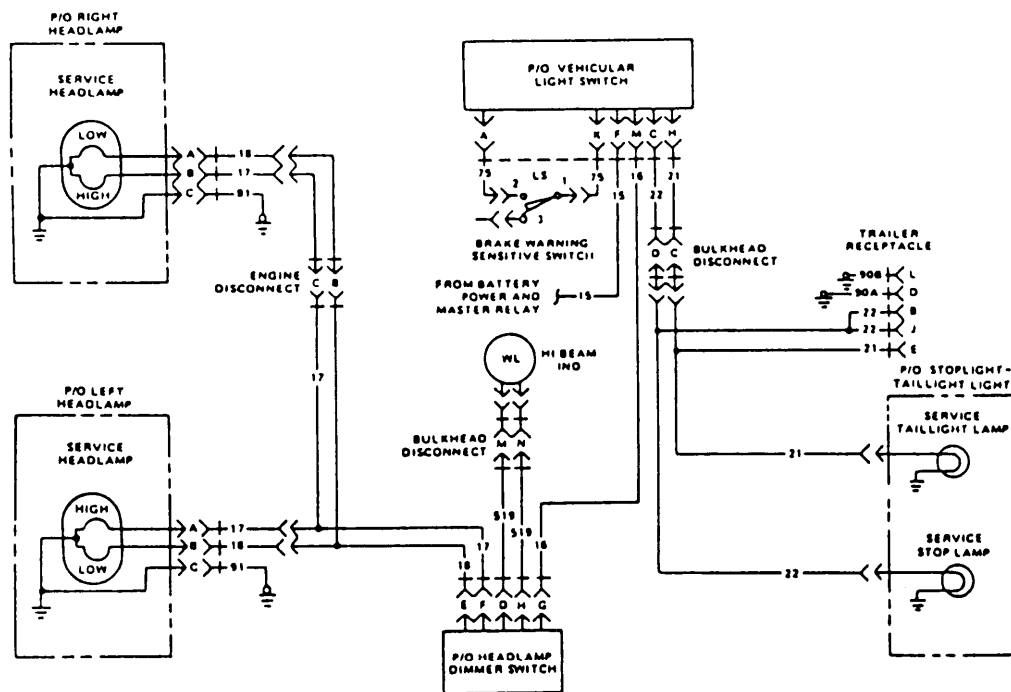 P/O RIGHT
HEADLAMP
SERVICE
HEADLAMP
LOW
HIGH
A
18
B
17
C
91
P/O VEHICULAR
LIGHT SWITCH
A
K
F
M
C
H
75
2
LS
1
75
15
16
22
21
3
BRAKE WARNING
SENSITIVE SWITCH
D
C
BULKHEAD
DISCONNECT
TRAILER
RECEPTACLE
90B
L
90A
D
22
B
22
J
21
E
ENGINE
DISCONNECT
C
B
FROM BATTERY
POWER AND
MASTER RELAY
15
WL
HI BEAM
IND
17
P/O LEFT
HEADLAMP
SERVICE
HEADLAMP
HIGH
LOW
A
17
B
18
C
91
BULKHEAD
DISCONNECT
M
N
519
519
18
17
16
E
F
D
H
G
P/O HEADLAMP
DIMMER SWITCH
P/O STOPLIGHT-
TAILLIGHT LIGHT
SERVICE
TAILLIGHT LAMP
21
SERVICE
STOP LAMP
22